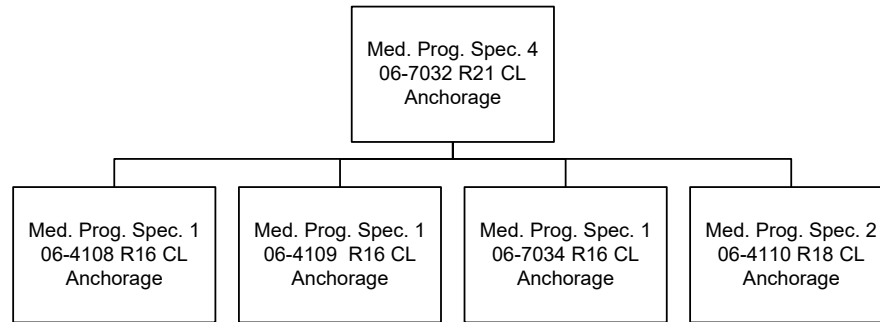 Med. Prog. Spec. 4
06-7032 R21 CL
Anchorage
Med. Prog. Spec. 1
06-4108 R16 CL
Anchorage
Med. Prog. Spec. 1
06-4109  R16 CL
Anchorage
Med. Prog. Spec. 1
06-7034 R16 CL
Anchorage
Med. Prog. Spec. 2
06-4110 R18 CL
Anchorage